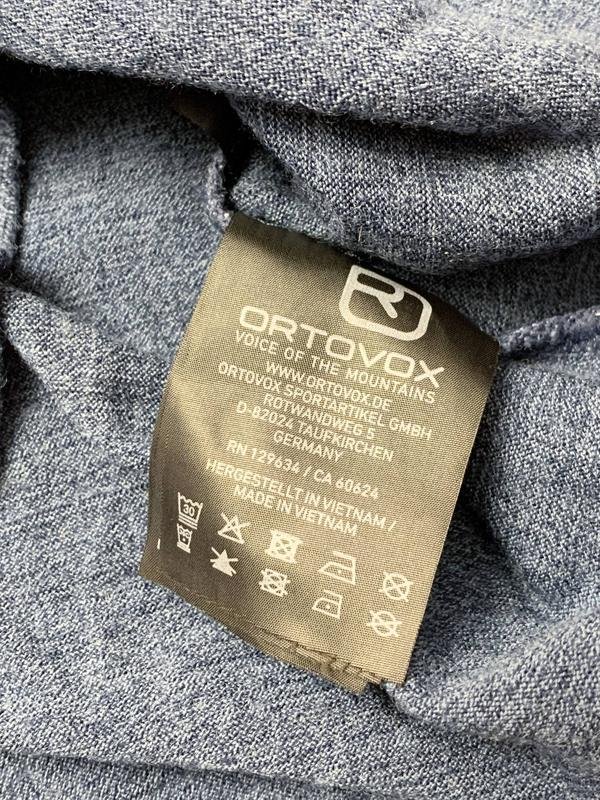 ORTOVOX
VOICE OF THE MOUNTAINS
WWW.ORTOVOX.DE
ORTOVOX SPORTARTIKEL GMBH
ROTWANDWEG 5
D-82024 TAUFKIRCHEN
GERMANY
RN 129634 / CA 60624
HERGESTELLT IN VIETNAM /
MADE IN VIETNAM
30